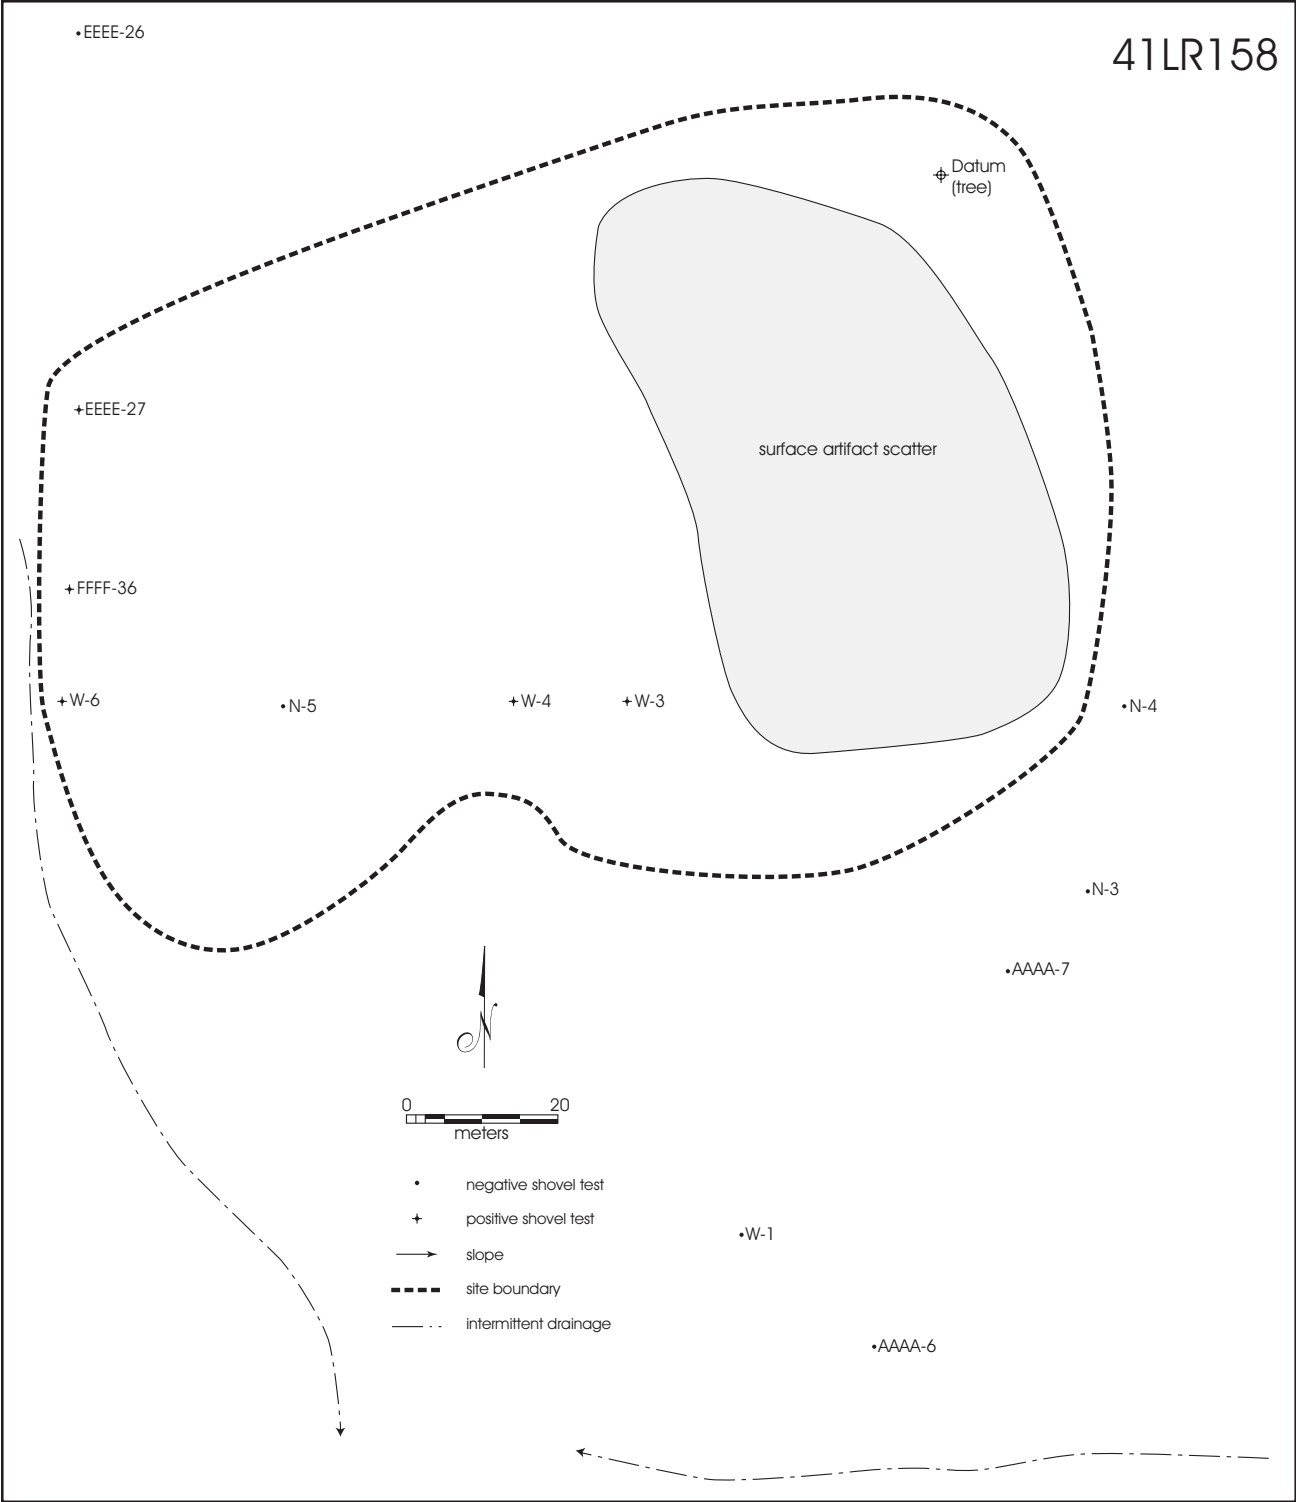 EEEE-26
41LR158
Datum
(tree)
EEEE-27
surface artifact scatter
FFFF-36
W-6
N-5
W-4
W-3
N-4
N-3
AAAA-7
N
0 20
meters
negative shovel test
positive shovel test
slope
site boundary
intermittent drainage
W-1
AAAA-6